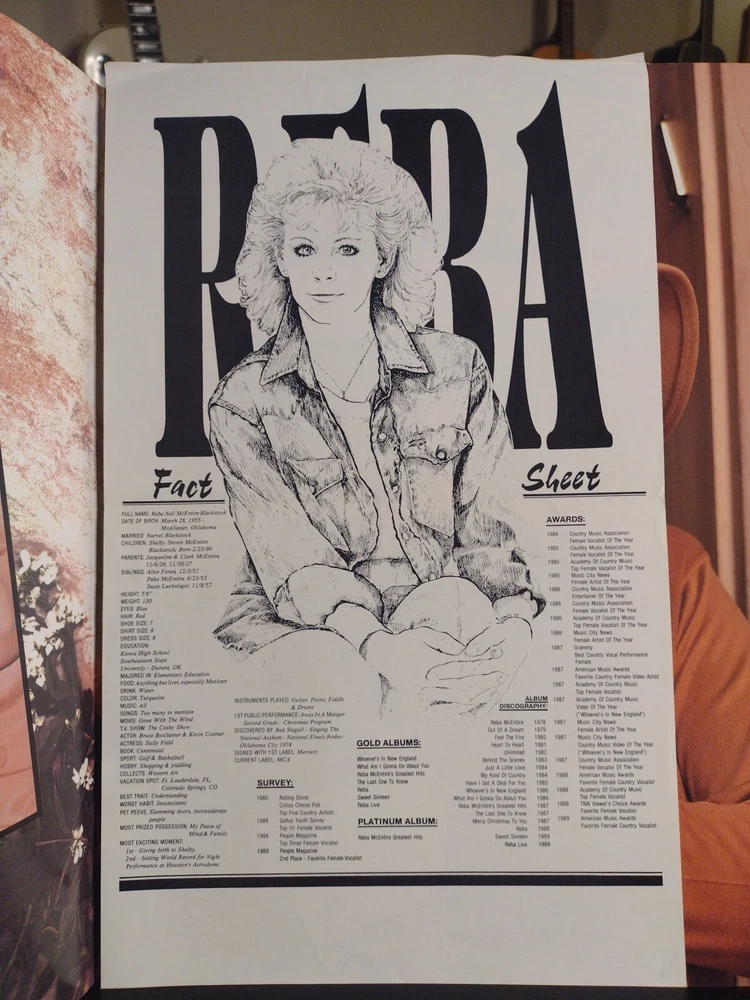 REBA
Fact Sheet
FULL NAME: Reba Nell McEntire Blackstock
DATE OF BIRTH: March 28, 1955 -
McAlester, Oklahoma
MARRIED: Narvel Blackstock
CHILDREN: Shelby Steven McEntire
Blackstock; Born 2/23/90
PARENTS: Jacqueline & Clark McEntire
11/6/26, 11/30/27
SIBLINGS: Alice Foran, 12/3/51
Pake McEntire, 6/23/53
Susie Luchsinger, 11/8/57
HEIGHT: 5'6"
WEIGHT: 130
EYES: Blue
HAIR: Red
SHOE SIZE: 7
SHIRT SIZE: 8
DRESS SIZE: 8
EDUCATION
Kiowa High School
Southeastern State
University - Durant, OK
MAJORED IN: Elementary Education
FOOD: Anything but liver, especially Mexican
DRINK: Water
COLOR: Turquoise
MUSIC: All
SONGS: Too many to mention
MOVIE: Gone With The Wind
T.V. SHOW: The Cosby Show
ACTOR: Bruce Boxlietner & Kevin Costner
ACTRESS: Sally Field
BOOK: Centennial
SPORT: Golf & Basketball
HOBBY: Shopping & piddling
COLLECTS: Western Art
VACATION SPOT: Ft. Lauderdale, FL,
Colorado Springs, CO
BEST TRAIT: Understanding
WORST HABIT: Inconsistent
PET PEEVE: Slamming doors, inconsiderate
people
MOST PRIZED POSSESSION: My Peace of
Mind & Family
MOST EXCITING MOMENT:
1st - Giving birth to Shelby,
2nd - Setting World Record for Night
Performance at Houston's Astrodome
INSTRUMENTS PLAYED: Guitar, Piano, Fiddle
& Drums
1ST PUBLIC PERFORMANCE: Away In A Manger
Second Grade - Christmas Program
DISCOVERED BY: Red Steagall - Singing The
National Anthem - National Finals Rodeo -
Oklahoma City 1974
SIGNED WITH 1ST LABEL: Mercury
CURRENT LABEL: MCA
SURVEY:
1985 Rolling Stone
Critics Choice Poll
Top Five Country Artists
1988 Gallup Youth Survey
Top 10 Female Vocalist
1988 People Magazine
Top Three Female Vocalist
1989 People Magazine
2nd Place - Favorite Female Vocalist
GOLD ALBUMS:
Whoever's In New England
What Am I Gonna Do About You
Reba McEntire's Greatest Hits
The Last One To Know
Reba
Sweet Sixteen
Reba Live
PLATINUM ALBUM:
Reba McEntire Greatest Hits
ALBUM
DISCOGRAPHY:
Reba McEntire 1978
Out Of A Dream 1979
Feel The Fire 1980
Heart To Heart 1981
Unlimited 1982
Behind The Scenes 1983
Just A Little Love 1984
My Kind Of Country 1984
Have I Got A Deal For You 1985
Whoever's In New England 1986
What Am I Gonna Do About You 1986
Reba McEntire's Greatest Hits 1987
The Last One To Know 1987
Merry Christmas To You 1987
Reba 1988
Sweet Sixteen 1989
Reba Live 1989
AWARDS:
1984 Country Music Association
Female Vocalist Of The Year
1985 Country Music Association
Female Vocalist Of The Year
1985 Academy Of Country Music
Top Female Vocalist Of The Year
1985 Music City News
Female Artist Of The Year
1986 Country Music Association
Entertainer Of The Year
1986 Country Music Association
Female Vocalist Of The Year
1986 Academy Of Country Music
Top Female Vocalist Of The Year
1986 Music City News
Female Artist Of The Year
1987 Grammy
Best Country Vocal Performance
Female
1987 American Music Awards
Favorite Country Female Video Artist
1987 Academy Of Country Music
Top Female Vocalist
1987 Academy Of Country Music
Video Of The Year
("Whoever's In New England")
1987 Music City News
Female Artist Of The Year
1987 Music City News
Country Music Video Of The Year
("Whoever's In New England")
1987 Country Music Association
Female Vocalist Of The Year
1988 American Music Awards
Favorite Female Country Vocalist
1988 Academy Of Country Music
Top Female Vocalist Of The Year
1988 TNN Viewer's Choice Awards
Favorite Female Vocalist
1989 American Music Awards
Favorite Female Country Vocalist